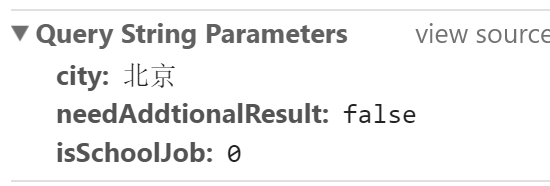 ▼ Query String Parameters view source
city: 北京
needAddtionalResult: false
isSchoolJob: 0